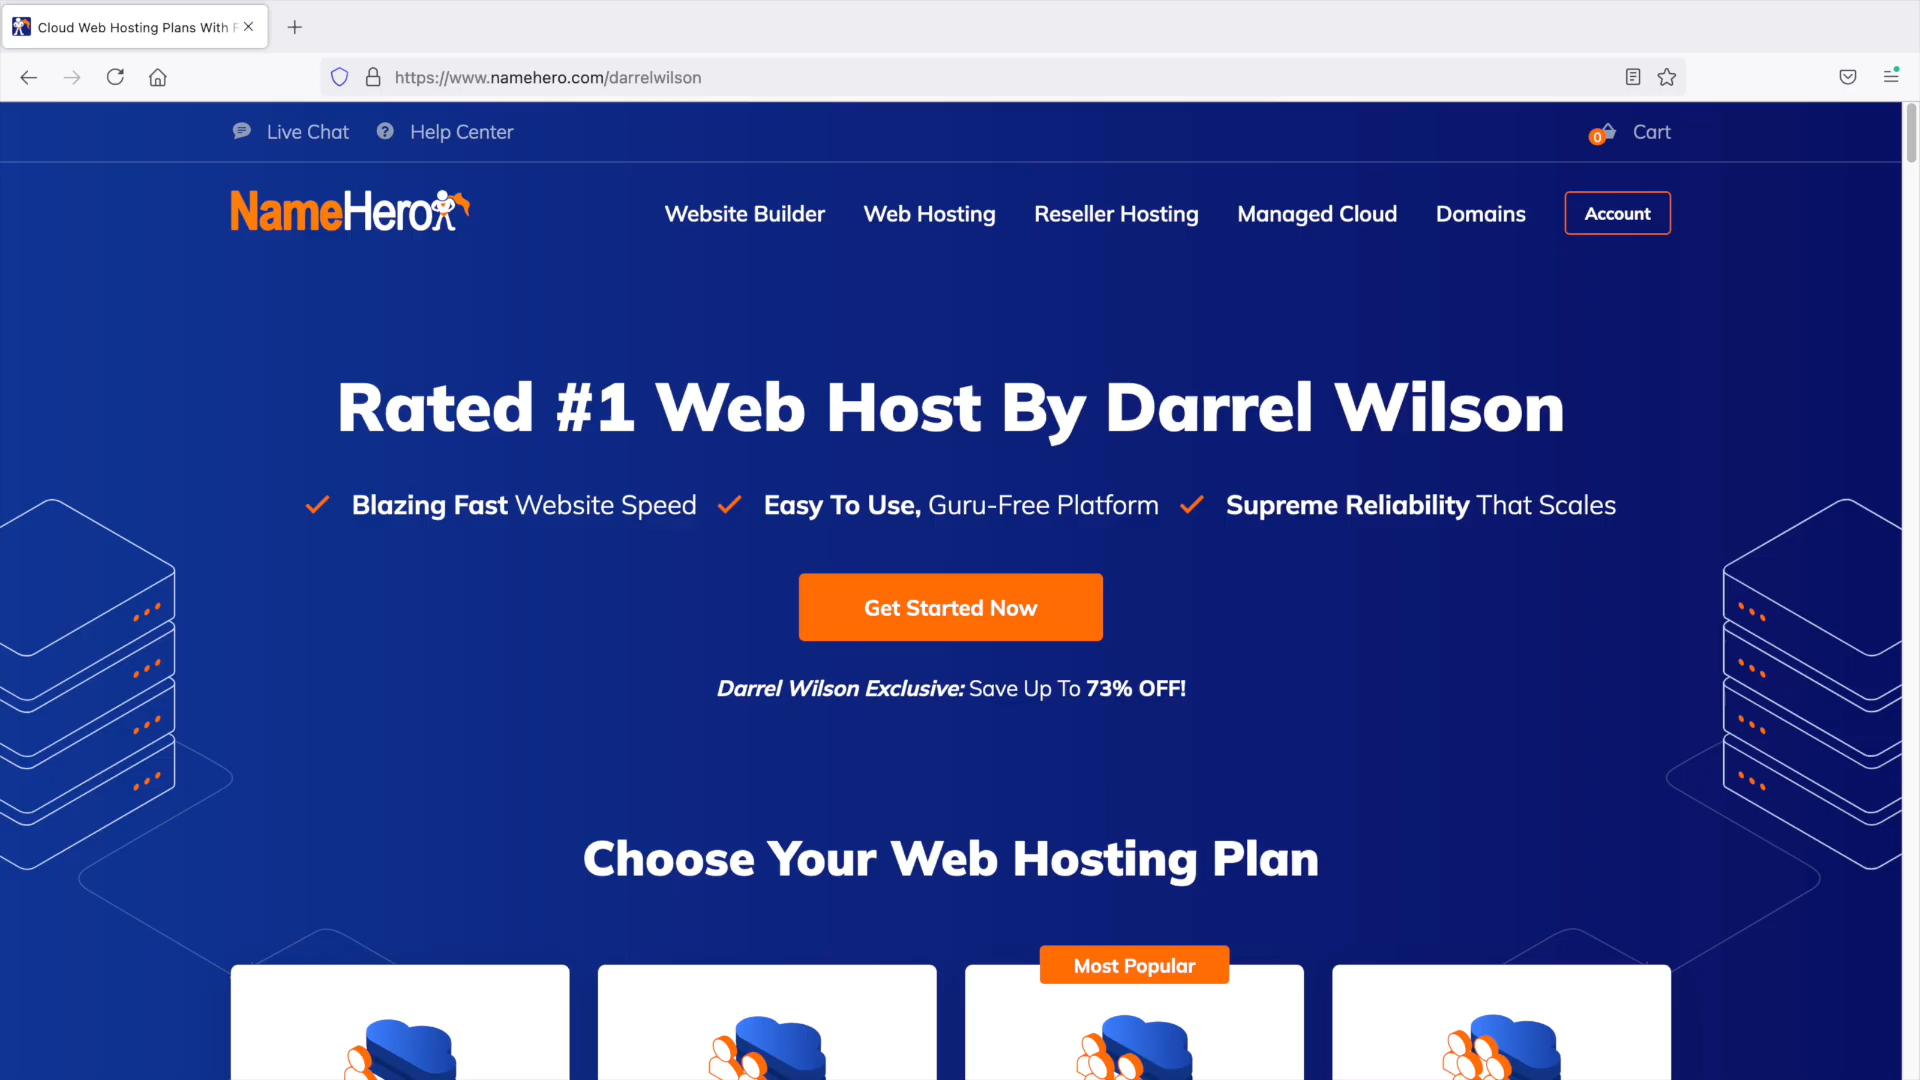 Cloud Web Hosting Plans With F
https://www.namehero.com/darrelwilson
Live Chat Help Center 0 Cart
NameHero Website Builder Web Hosting Reseller Hosting Managed Cloud Domains Account
Rated #1 Web Host By Darrel Wilson
Blazing Fast Website Speed Easy To Use, Guru-Free Platform Supreme Reliability That Scales
Get Started Now
Darrel Wilson Exclusive: Save Up To 73% OFF!
Choose Your Web Hosting Plan
Most Popular